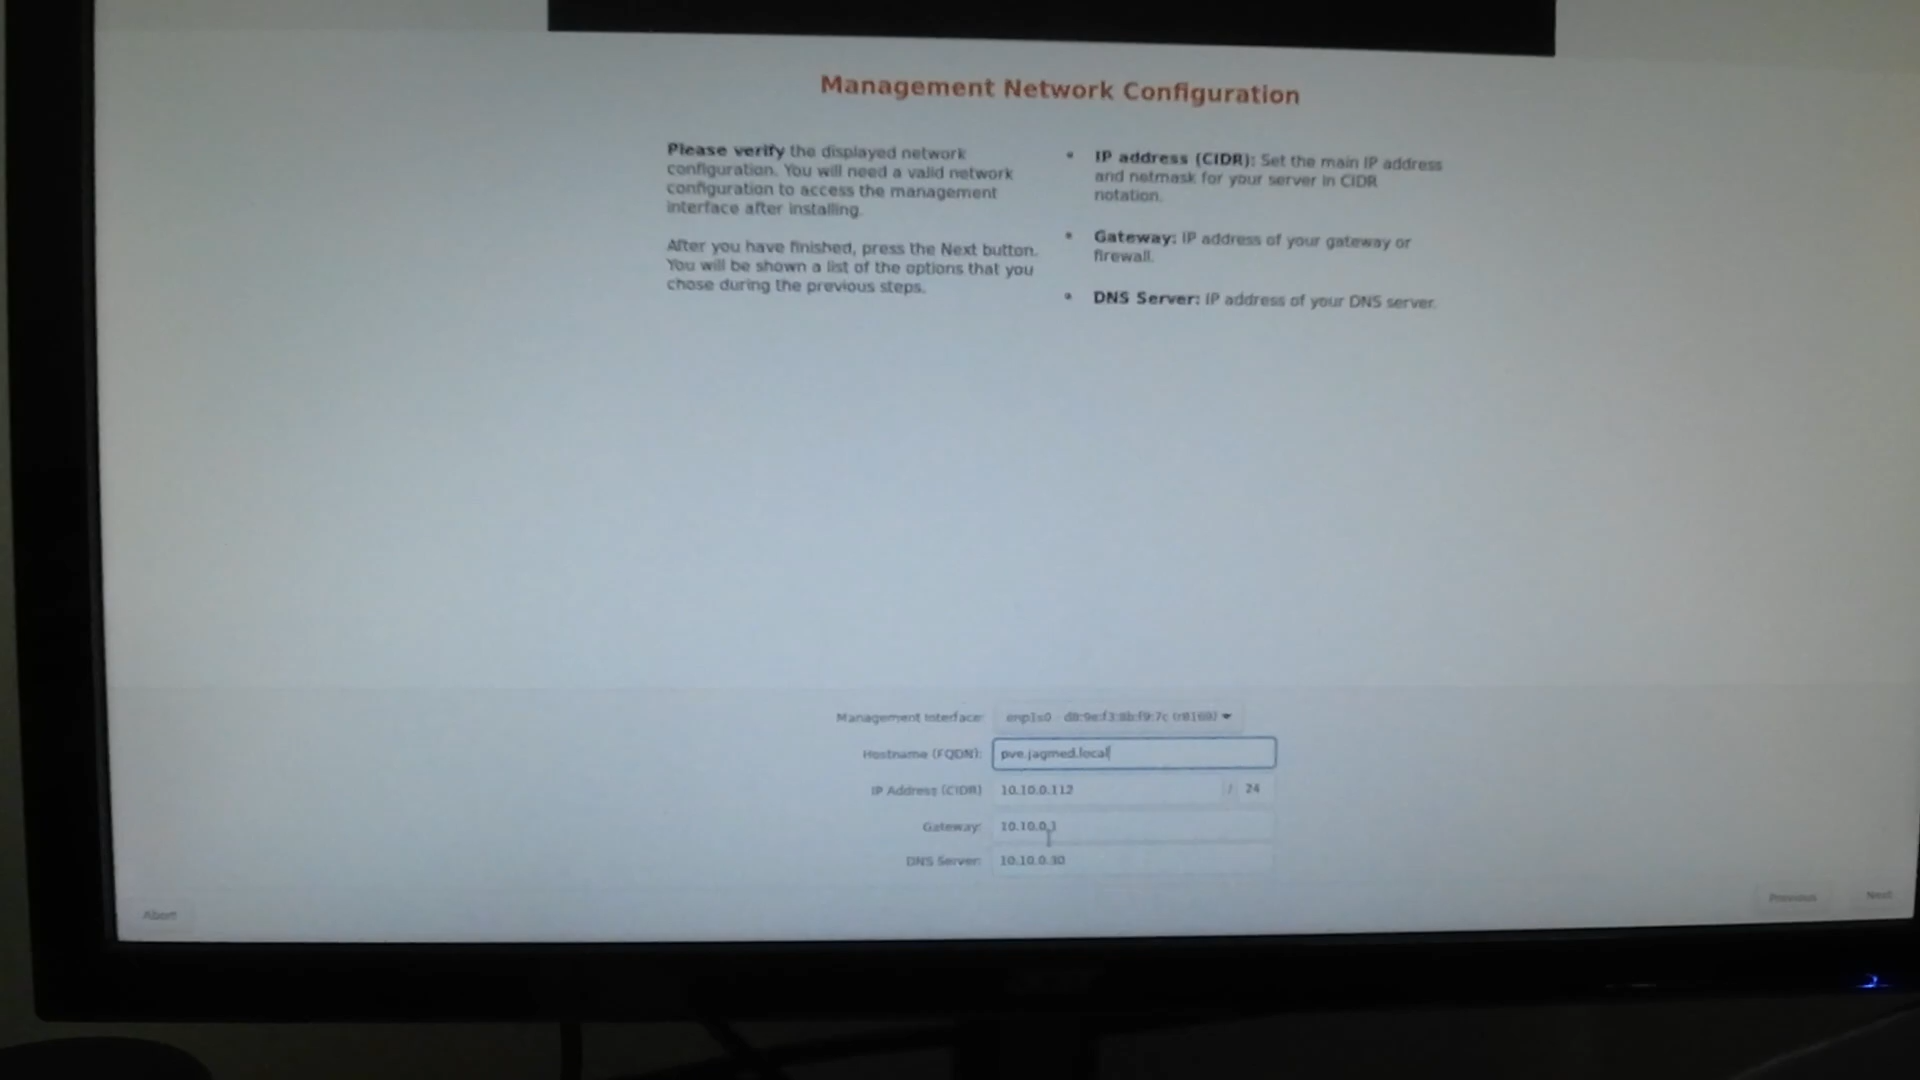 Management Network Configuration
Please verify the displayed network
configuration. You will need a valid network
configuration to access the management
interface after installing.
After you have finished, press the Next button.
You will be shown a list of the options that you
chose during the previous steps.
IP address (CIDR): Set the main IP address
and netmask for your server in CIDR
notation.
Gateway: IP address of your gateway or
firewall.
DNS Server: IP address of your DNS server.
Management Interface:
enp1s0 (r8169)
Hostname (FQDN): pve.jagmed.local
IP Address (CIDR) 10.10.0.112 / 24
Gateway: 10.10.0.1
DNS Server: 10.10.0.30
Abort
Previous
Next